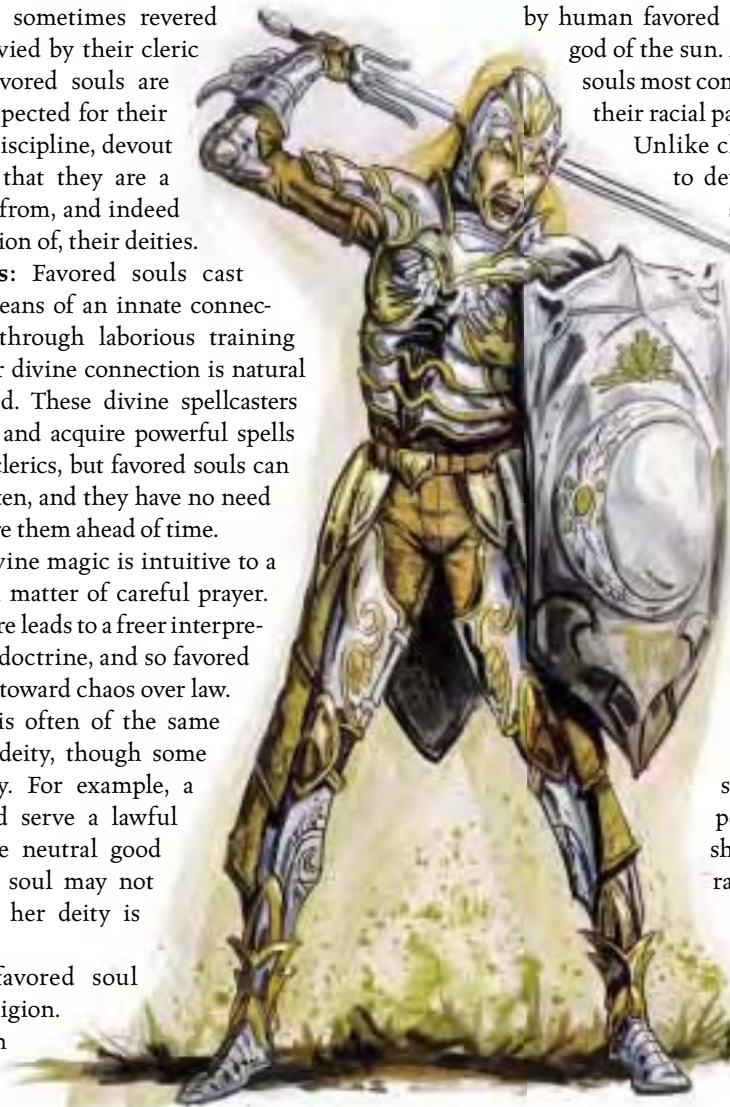 sometimes revered
vied by their cleric
vored souls are
pected for their
iscipline, devout
that they are a
from, and indeed
ion of, their deities.
s: Favored souls cast
eans of an innate connec-
through laborious training
r divine connection is natural
d. These divine spellcasters
and acquire powerful spells
clerics, but favored souls can
ten, and they have no need
re them ahead of time.
vine magic is intuitive to a
matter of careful prayer.
re leads to a freer interpre-
doctrine, and so favored
toward chaos over law.
is often of the same
deity, though some
y. For example, a
d serve a lawful
e neutral good
soul may not
her deity is
avored soul
igion.
n
by human favored
god of the sun.
souls most con
their racial pa
Unlike cl
to de
s
p
sh
ra